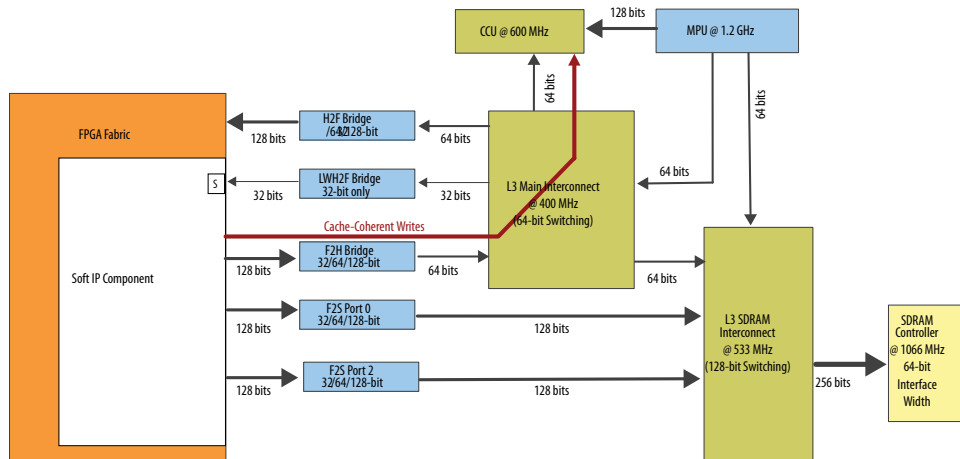 CCU @ 600 MHz
128 bits
MPU @ 1.2 GHz
64 bits
64 bits
FPGA Fabric
128 bits
H2F Bridge
64 bits
S
32 bits
LWH2F Bridge
32-bit only
32 bits
L3 Main Interconnect
@ 400 MHz
(64-bit Switching)
64 bits
Cache-Coherent Writes
Soft IP Component
128 bits
F2H Bridge
32/64/128-bit
64 bits
64 bits
128 bits
F2S Port 0
32/64/128-bit
128 bits
L3 SDRAM
Interconnect
@ 533 MHz
(128-bit Switching)
128 bits
F2S Port 2
32/64/128-bit
128 bits
256 bits
SDRAM
Controller
@ 1066 MHz
64-bit
Interface
Width